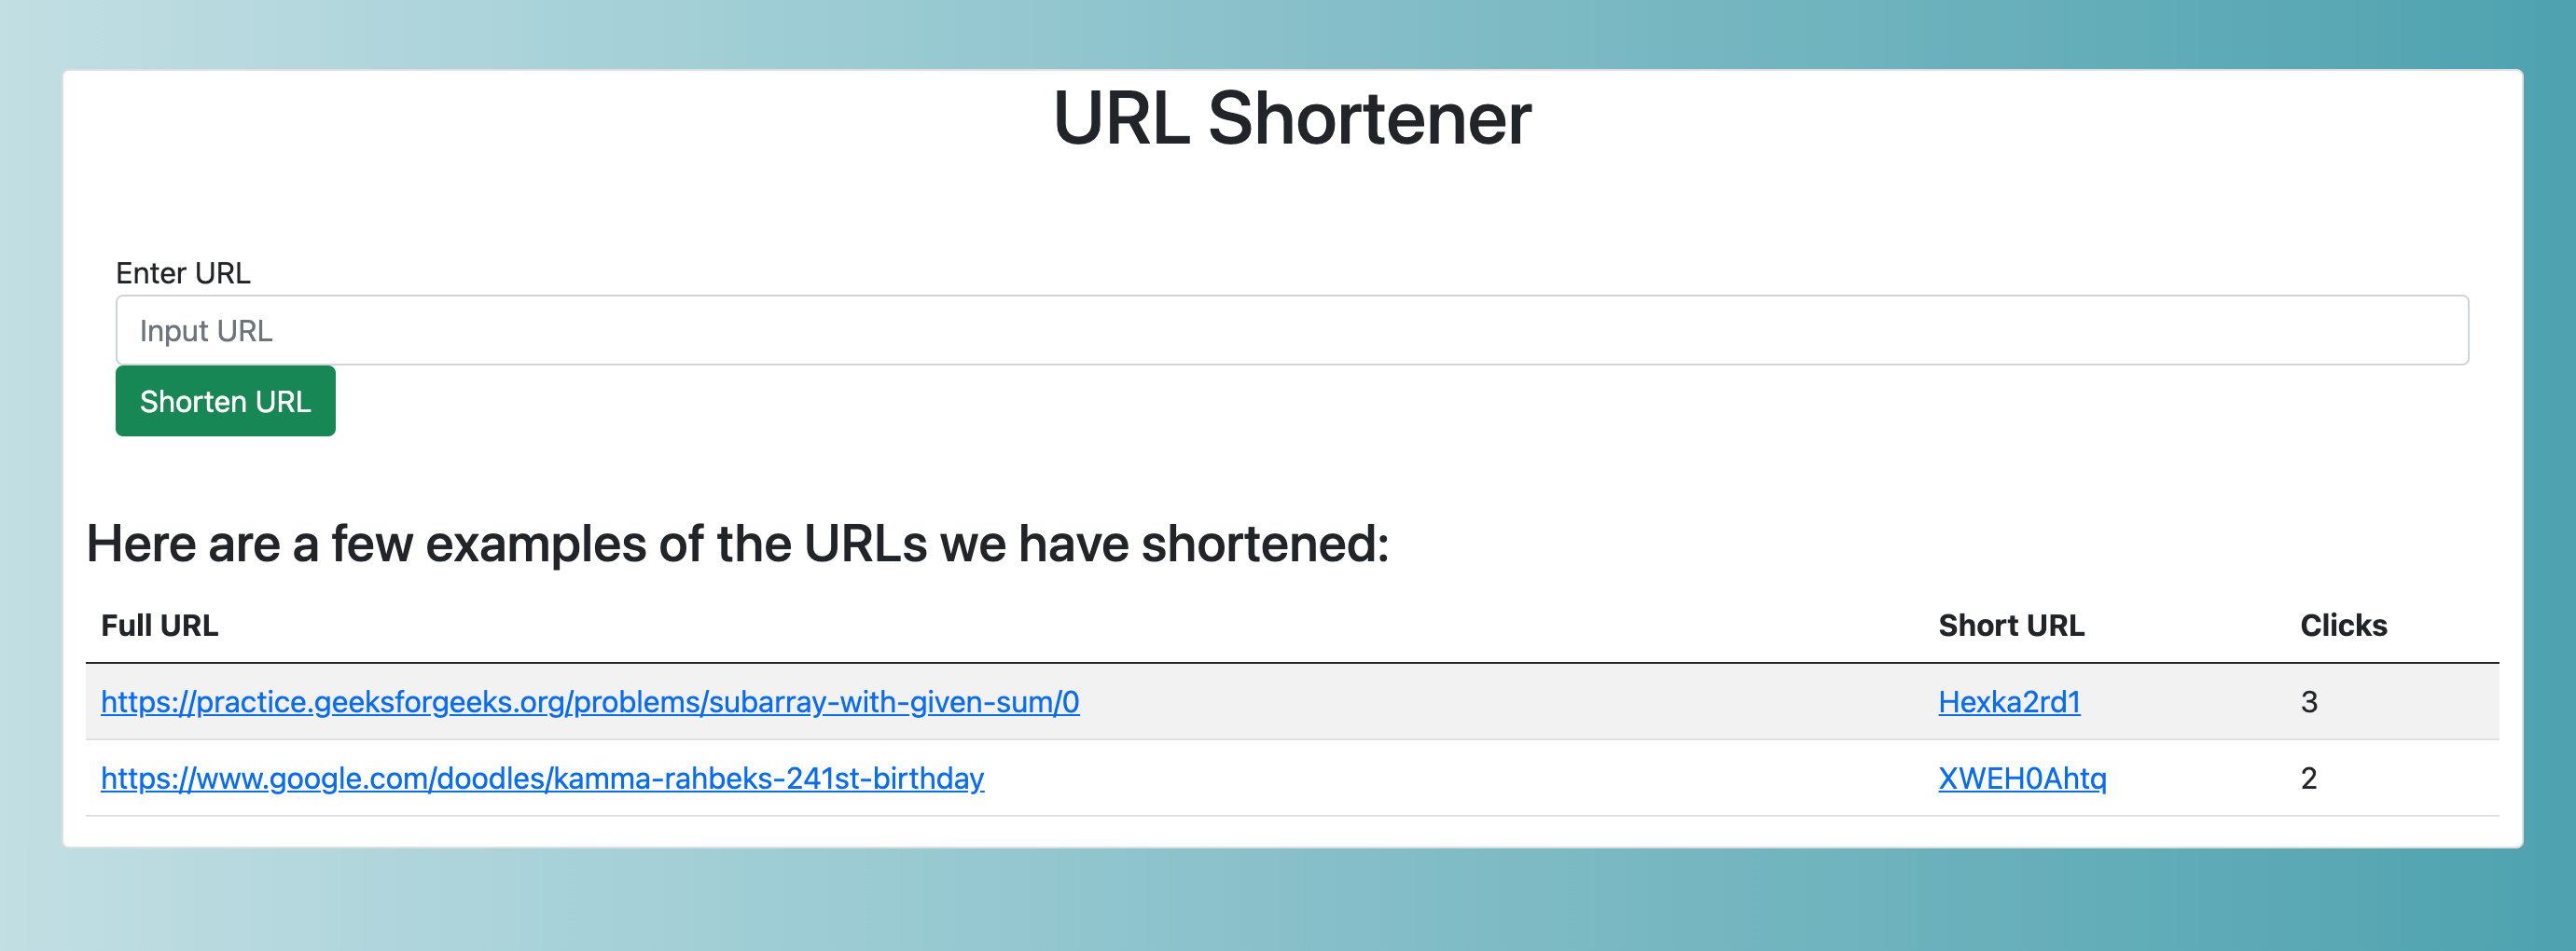 URL Shortener
Enter URL
Input URL
Shorten URL
Here are a few examples of the URLs we have shortened:
Full URL Short URL Clicks
https://practice.geeksforgeeks.org/problems/subarray-with-given-sum/0 Hexka2rd1 3
https://www.google.com/doodles/kamma-rahbeks-241st-birthday XWEH0Ahtq 2